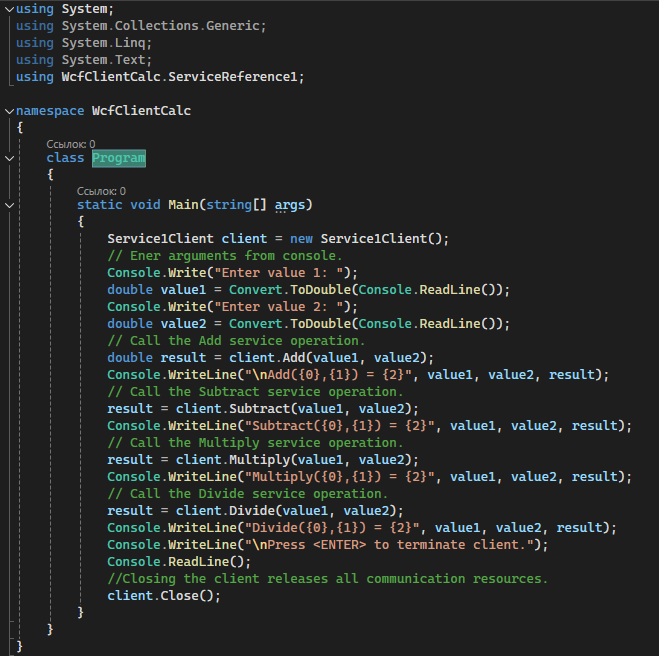 using System;
using System.Collections.Generic;
using System.Linq;
using System.Text;
using WcfClientCalc.ServiceReference1;
namespace WcfClientCalc
{
Ссылок: 0
class Program
{
Ссылок: 0
static void Main(string[] args)
{
Service1Client client = new Service1Client();
// Ener arguments from console.
Console.Write("Enter value 1: ");
double value1 = Convert.ToDouble(Console.ReadLine());
Console.Write("Enter value 2: ");
double value2 = Convert.ToDouble(Console.ReadLine());
// Call the Add service operation.
double result = client.Add(value1, value2);
Console.WriteLine("\nAdd({0},{1}) = {2}", value1, value2, result);
// Call the Subtract service operation.
result = client.Subtract(value1, value2);
Console.WriteLine("Subtract({0},{1}) = {2}", value1, value2, result);
// Call the Multiply service operation.
result = client.Multiply(value1, value2);
Console.WriteLine("Multiply({0},{1}) = {2}", value1, value2, result);
// Call the Divide service operation.
result = client.Divide(value1, value2);
Console.WriteLine("Divide({0},{1}) = {2}", value1, value2, result);
Console.WriteLine("\nPress <ENTER> to terminate client.");
Console.ReadLine();
//Closing the client releases all communication resources.
client.Close();
}
}
}